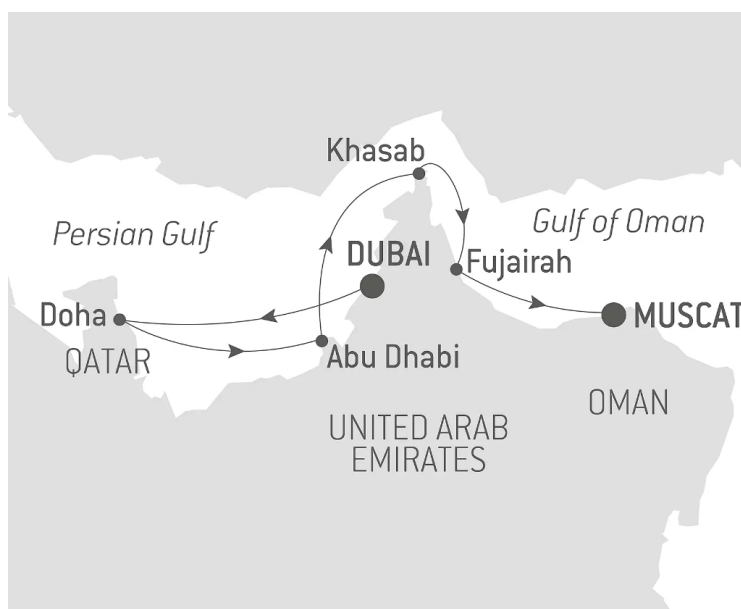 Khasab
Persian Gulf
Gulf of Oman
DUBAI
Fujairah
Doha
MUSCAT
QATAR
Abu Dhabi
OMAN
UNITED ARAB
EMIRATES